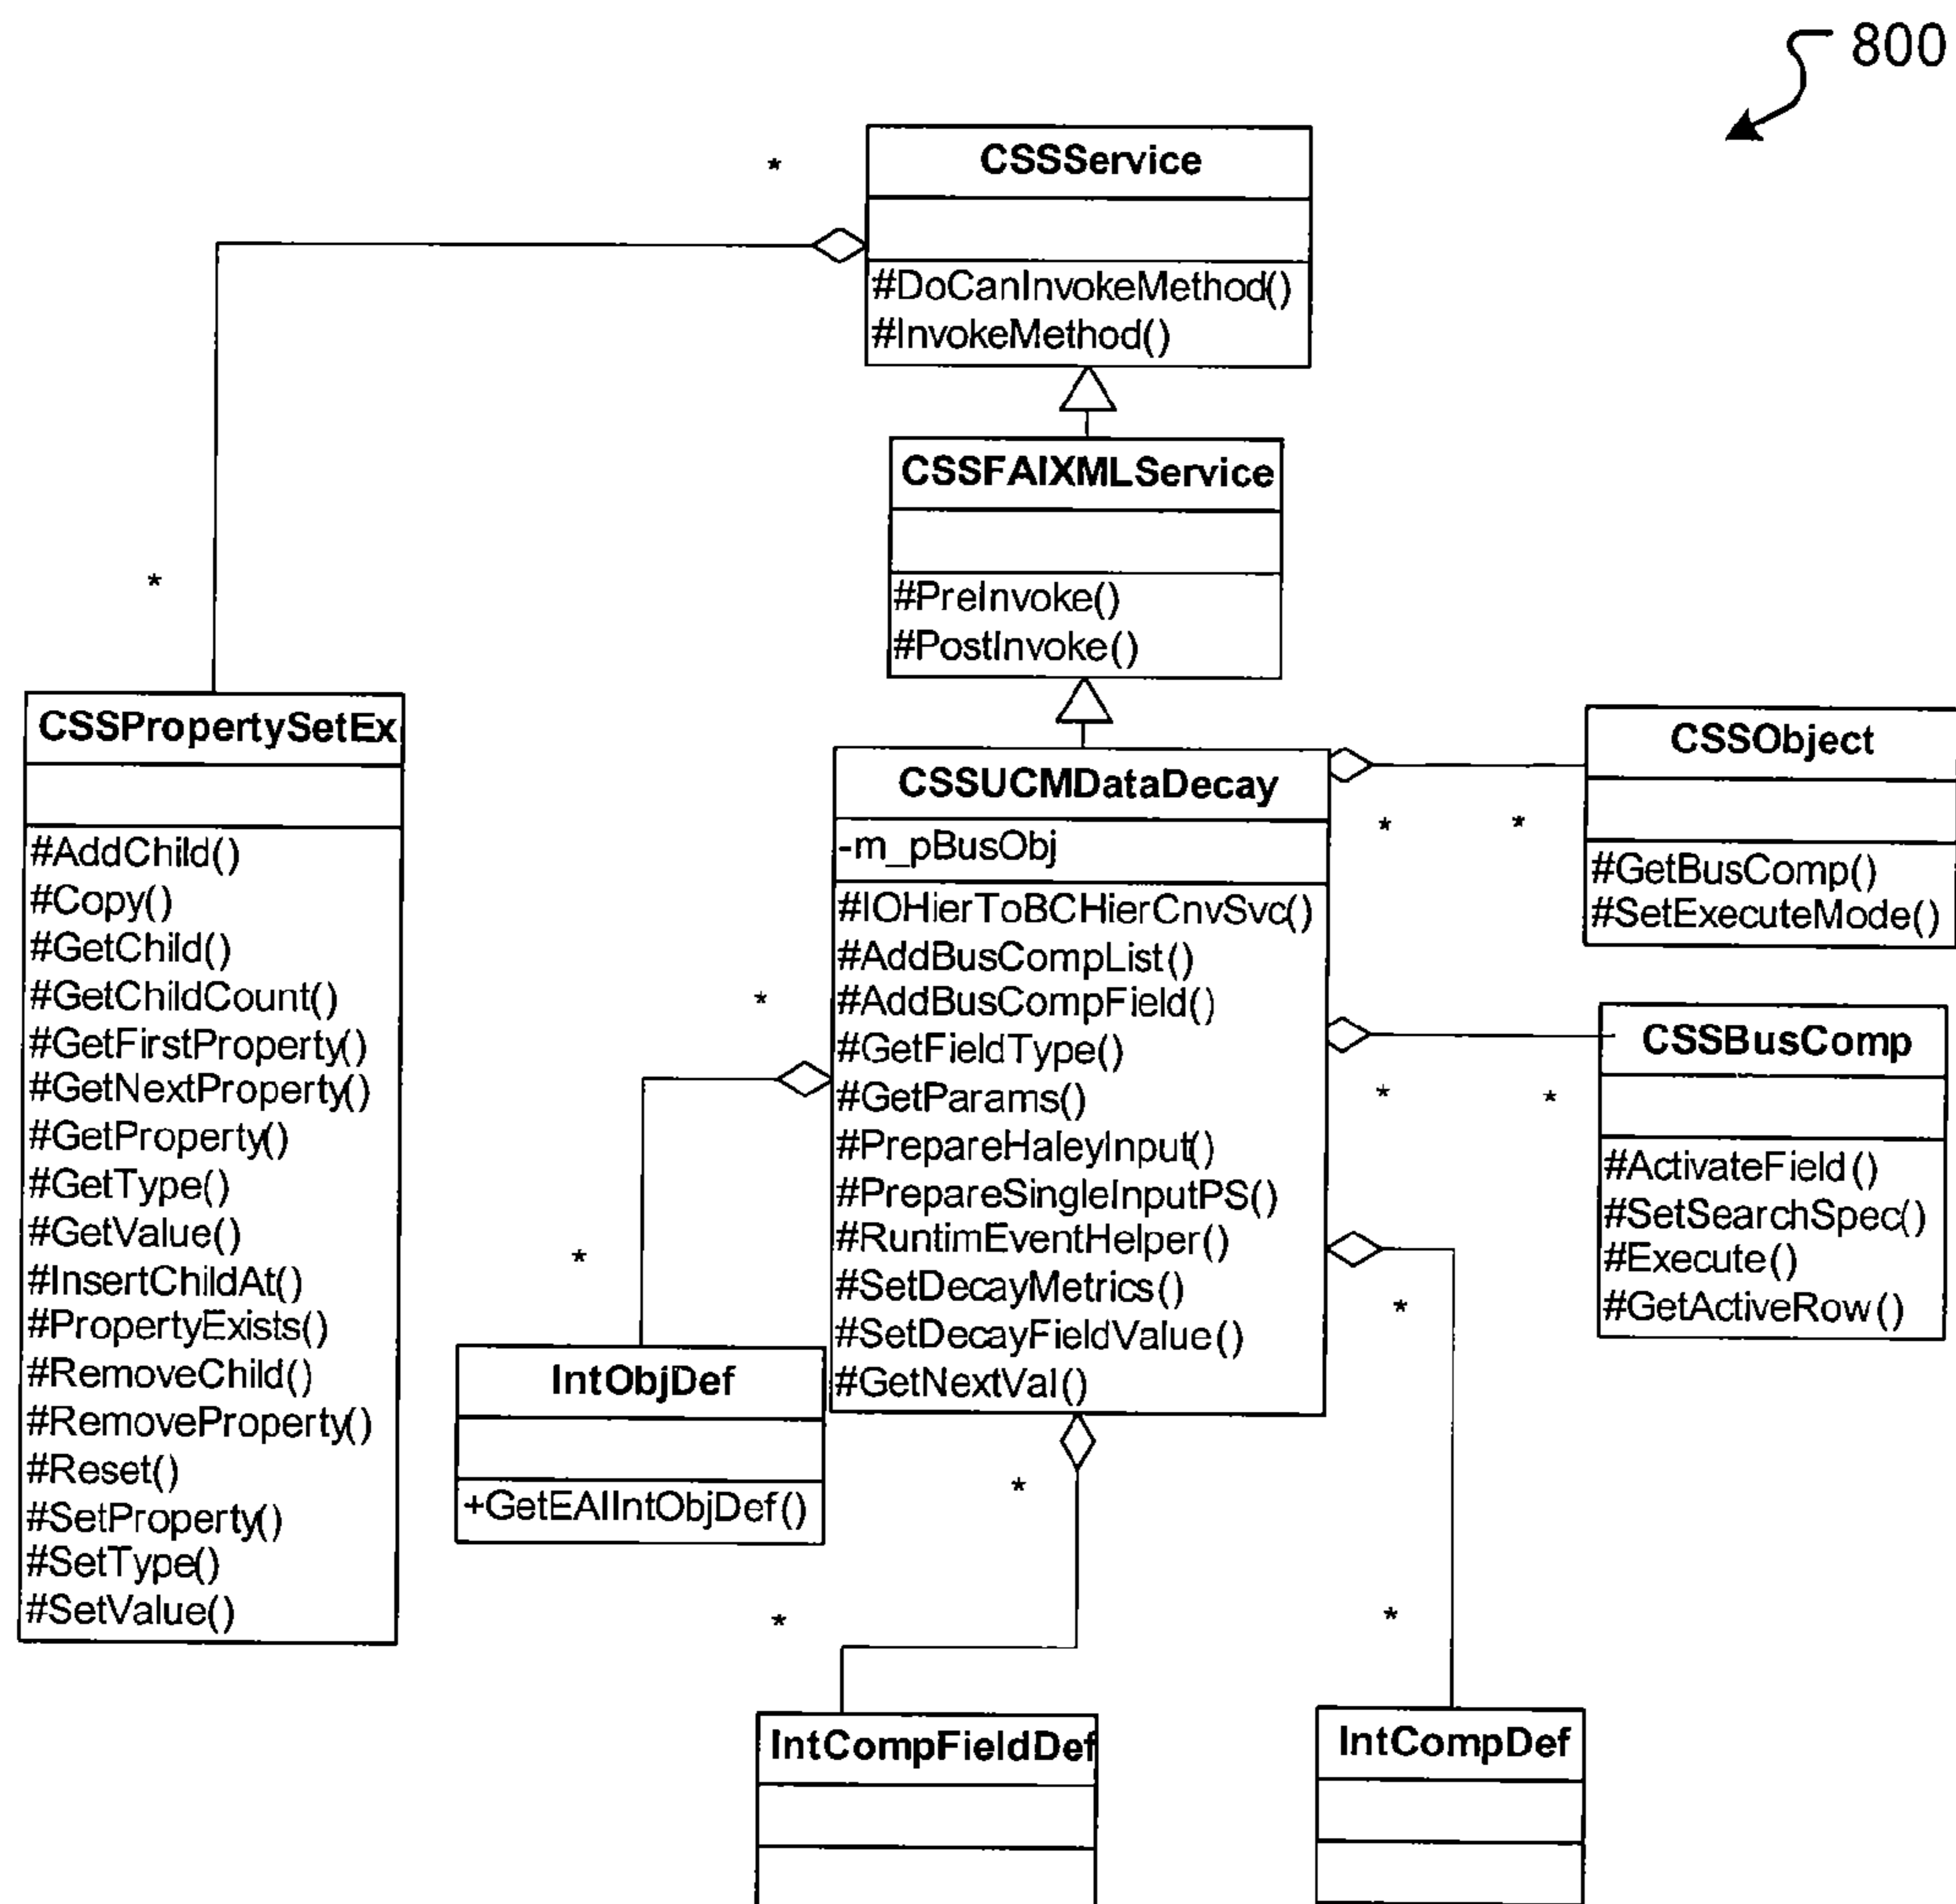 800
*
CSSService
#DoCanInvokeMethod()
#InvokeMethod()
CSSFAIXMLService
#PreInvoke()
#PostInvoke()
*
CSSPropertySetEx
#AddChild()
#Copy()
#GetChild()
#GetChildCount()
#GetFirstProperty()
#GetNextProperty()
#GetProperty()
#GetType()
#GetValue()
#InsertChildAt()
#PropertyExists()
#RemoveChild()
#RemoveProperty()
#Reset()
#SetProperty()
#SetType()
#SetValue()
CSSUCMDataDecay
-m_pBusObj
#IOHierToBCHierCnvSvc()
#AddBusCompList()
#AddBusCompField()
#GetFieldType()
#GetParams()
#PrepareHaleyInput()
#PrepareSingleInputPS()
#RuntimEventHelper()
#SetDecayMetrics()
#SetDecayFieldValue()
#GetNextVal()
CSSObject
#GetBusComp()
#SetExecuteMode()
* *
CSSBusComp
#ActivateField()
#SetSearchSpec()
#Execute()
#GetActiveRow()
* *
*
*
IntObjDef
+GetEAIIntObjDef()
*
*
IntCompFieldDef
*
*
IntCompDef